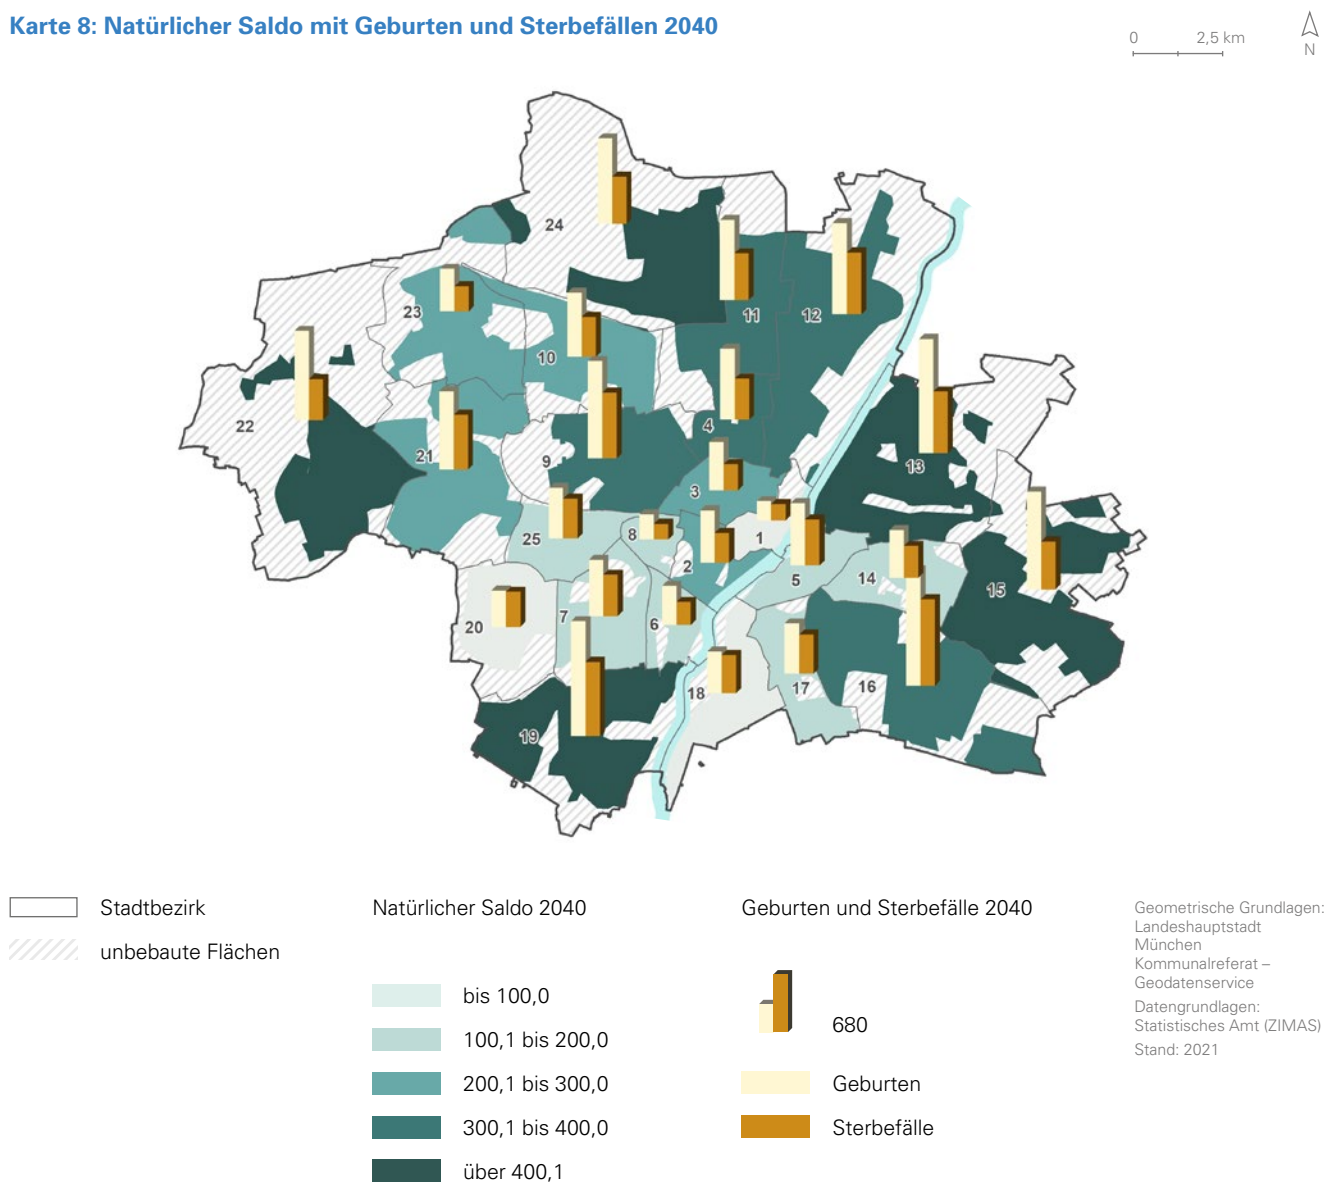 Karte 8: Natürlicher Saldo mit Geburten und Sterbefällen 2040
0 2,5 km
N
24
11
12
23
10
22
4
21
9
13
3
25
8
1
2
5
14
15
20
7
6
18
17
16
19
Stadtbezirk
unbebaute Flächen
Natürlicher Saldo 2040
bis 100,0
100,1 bis 200,0
200,1 bis 300,0
300,1 bis 400,0
über 400,1
Geburten und Sterbefälle 2040
680
Geburten
Sterbefälle
Geometrische Grundlagen:
Landeshauptstadt
München
Kommunalreferat –
Geodatenservice
Datengrundlagen:
Statistisches Amt (ZIMAS)
Stand: 2021